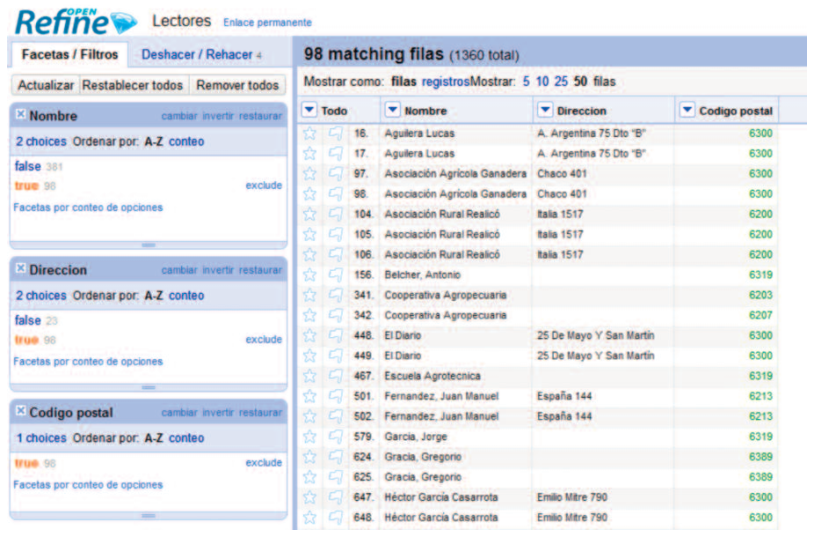 OPEN
Refine Lectores Enlace permanente
Facetas / Filtros Deshacer / Rehacer 4
Actualizar Restablecer todos Remover todos
Nombre cambiar invertir restaurar
2 choices Ordenar por: A-Z conteo
false 381
true 98 exclude
Facetas por conteo de opciones
Direccion cambiar invertir restaurar
2 choices Ordenar por: A-Z conteo
false 23
true 98 exclude
Facetas por conteo de opciones
Codigo postal cambiar invertir restaurar
1 choices Ordenar por: A-Z conteo
true 98 exclude
Facetas por conteo de opciones
98 matching filas (1360 total)
Mostrar como: filas registrosMostrar: 5 10 25 50 filas
Todo Nombre Direccion Codigo postal
16. Aguilera Lucas A. Argentina 75 Dto "B" 6300
17. Aguilera Lucas A. Argentina 75 Dto "B" 6300
97. Asociación Agrícola Ganadera Chaco 401 6300
98. Asociación Agrícola Ganadera Chaco 401 6300
104. Asociación Rural Realicó Italia 1517 6200
105. Asociación Rural Realicó Italia 1517 6200
106. Asociación Rural Realicó Italia 1517 6200
156. Belcher, Antonio 6319
341. Cooperativa Agropecuaria 6203
342. Cooperativa Agropecuaria 6207
448. El Diario 25 De Mayo Y San Martín 6300
449. El Diario 25 De Mayo Y San Martín 6300
467. Escuela Agrotecnica 6319
501. Fernandez, Juan Manuel España 144 6213
502. Fernandez, Juan Manuel España 144 6213
579. Garcia, Jorge 6319
624. Gracia, Gregorio 6389
625. Gracia, Gregorio 6389
647. Héctor García Casarrota Emilio Mitre 790 6300
648. Héctor García Casarrota Emilio Mitre 790 6300